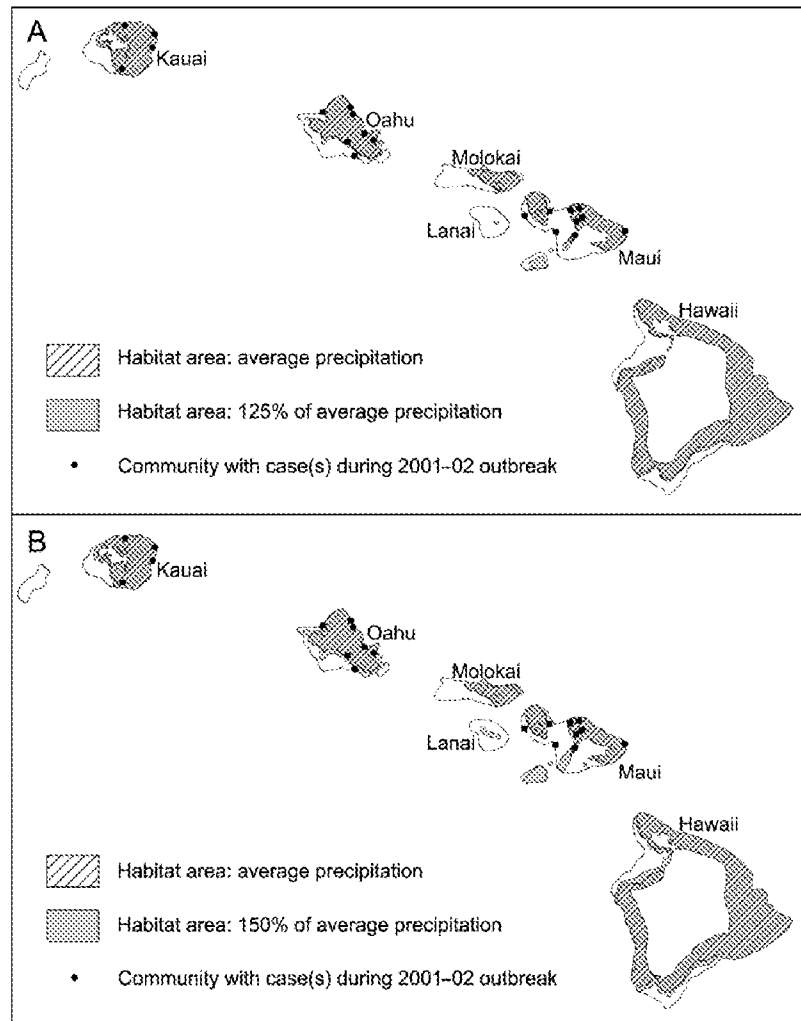 A
Kauai
Oahu
Molokai
Lanai
Maui
Hawaii
Habitat area: average precipitation
Habitat area: 125% of average precipitation
Community with case(s) during 2001–02 outbreak
B
Kauai
Oahu
Molokai
Lanai
Maui
Hawaii
Habitat area: average precipitation
Habitat area: 150% of average precipitation
Community with case(s) during 2001–02 outbreak